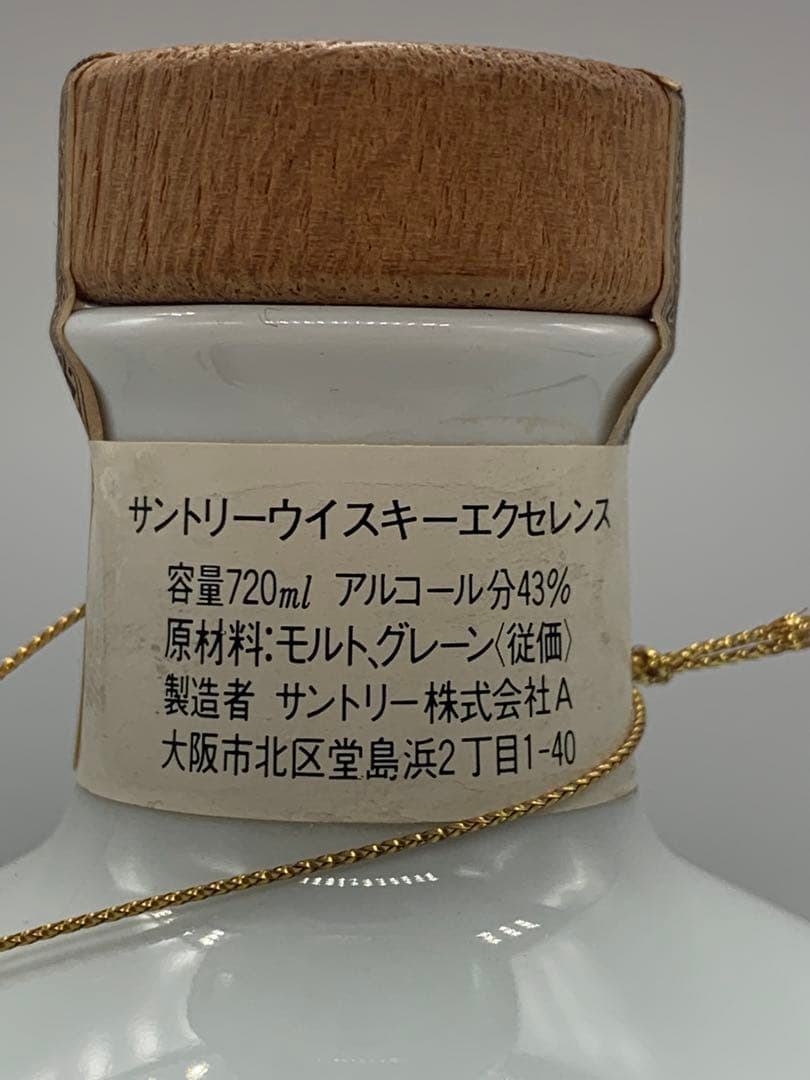 サントリーウイスキーエクセレンス
容量720ml アルコール分43%
原材料:モルト、グレーン〈従価〉
製造者 サントリー株式会社A
大阪市北区堂島浜2丁目1-40